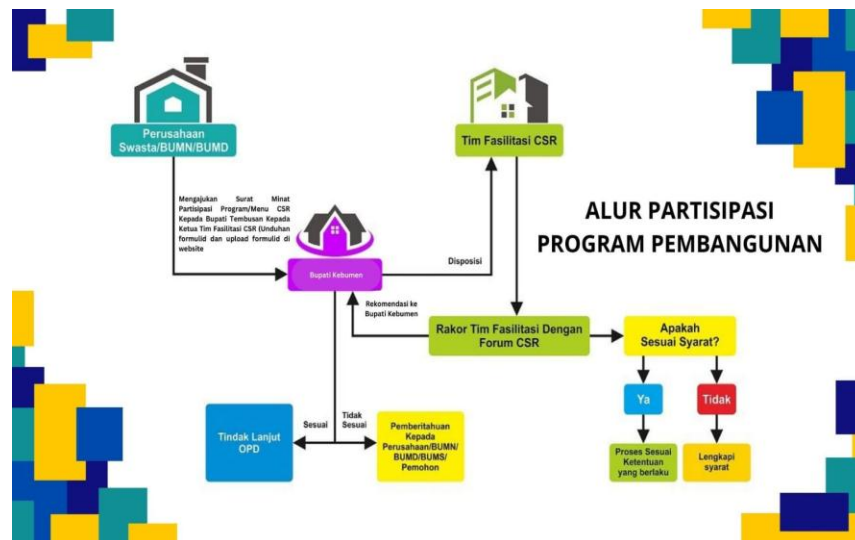 Perusahaan
Swasta/BUMN/BUMD
Tim Fasilitasi CSR
Mengajukan Surat Minat
Partisipasi Program/Menu CSR
Kepada Bupati Tembusan Kepada
Ketua Tim Fasilitasi CSR (Unduhan
formulid dan upload formulid di
website
ALUR PARTISIPASI
PROGRAM PEMBANGUNAN
Bupati Kebumen
Disposisi
Rekomendasi ke
Bupati Kebumen
Rakor Tim Fasilitasi Dengan
Forum CSR
Apakah
Sesuai Syarat?
Ya
Tidak
Tindak Lanjut
OPD
Sesuai
Tidak
Sesuai
Pemberitahuan
Kepada
Perusahaan/BUMN/
BUMD/BUMS/
Pemohon
Proses Sesuai
Ketentuan
yang berlaku
Lengkapi
syarat